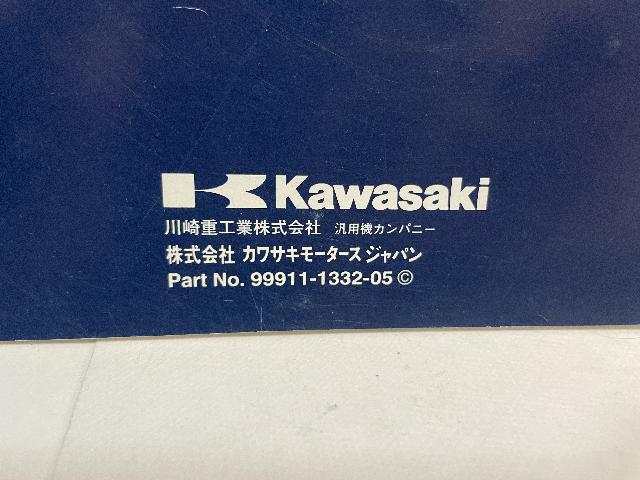 Kawasaki
川崎重工業株式会社 汎用機カンパニー
株式会社 カワサキモータースジャパン
Part No. 99911-1332-05 ©